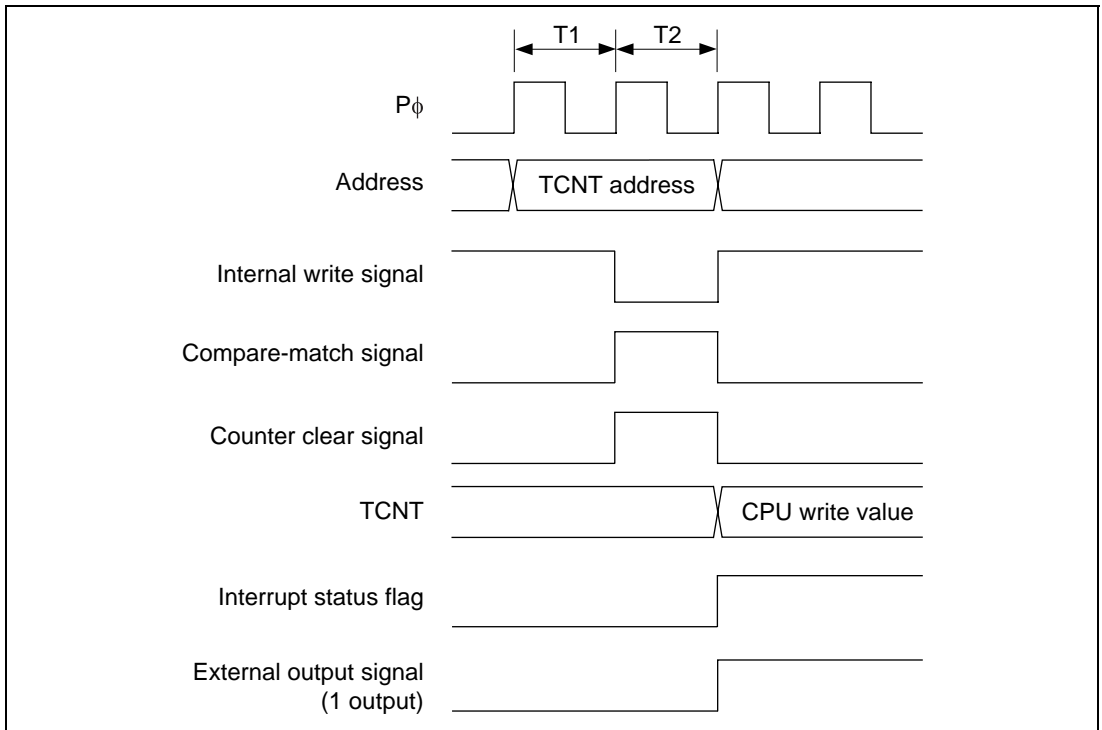 T1 T2
Pϕ
Address TCNT address
Internal write signal
Compare-match signal
Counter clear signal
TCNT CPU write value
Interrupt status flag
External output signal
(1 output)